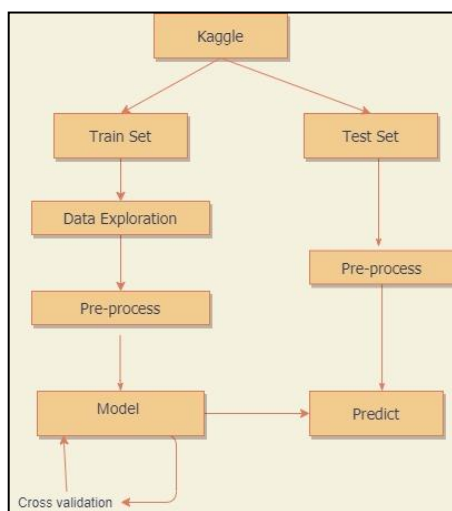 Kaggle
Train Set
Test Set
Data Exploration
Pre-process
Pre-process
Model
Predict
Cross validation